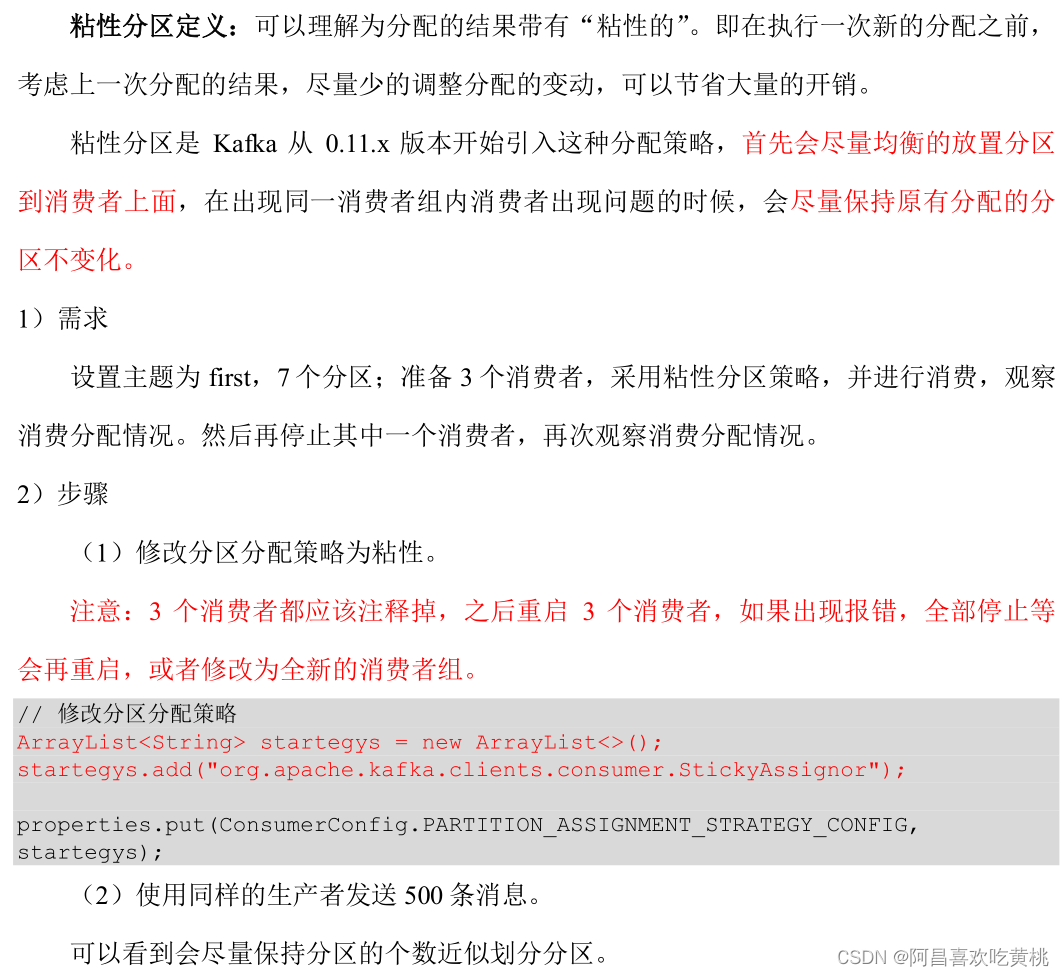 粘性分区定义：可以理解为分配的结果带有“粘性的”。即在执行一次新的分配之前，
考虑上一次分配的结果，尽量少的调整分配的变动，可以节省大量的开销。
粘性分区是 Kafka 从 0.11.x 版本开始引入这种分配策略，首先会尽量均衡的放置分区
到消费者上面，在出现同一消费者组内消费者出现问题的时候，会尽量保持原有分配的分
区不变化。
1）需求
设置主题为 first，7 个分区；准备 3 个消费者，采用粘性分区策略，并进行消费，观察
消费分配情况。然后再停止其中一个消费者，再次观察消费分配情况。
2）步骤
（1）修改分区分配策略为粘性。
注意：3 个消费者都应该注释掉，之后重启 3 个消费者，如果出现报错，全部停止等
会再重启，或者修改为全新的消费者组。
// 修改分区分配策略
ArrayList<String> startegys = new ArrayList<>();
startegys.add("org.apache.kafka.clients.consumer.StickyAssignor");
properties.put(ConsumerConfig.PARTITION_ASSIGNMENT_STRATEGY_CONFIG,
startegys);
（2）使用同样的生产者发送 500 条消息。
可以看到会尽量保持分区的个数近似划分分区。
CSDN @阿昌喜欢吃黄桃